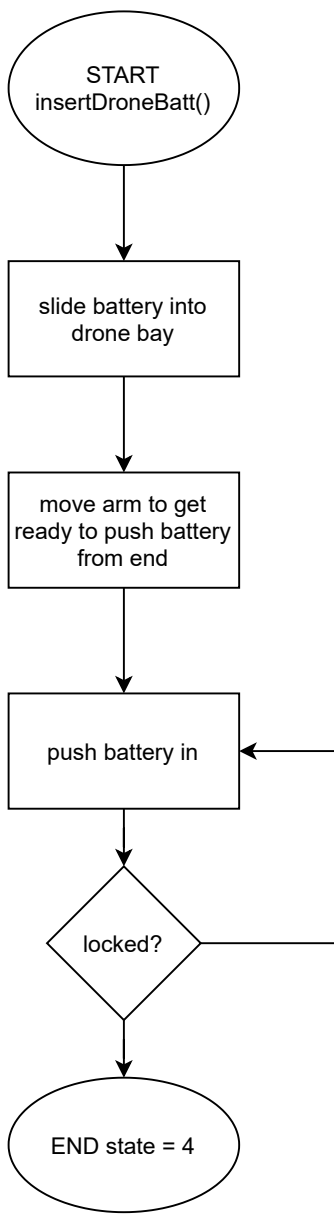 START
insertDroneBatt()
slide battery into
drone bay
move arm to get
ready to push battery
from end
push battery in
locked?
END state = 4